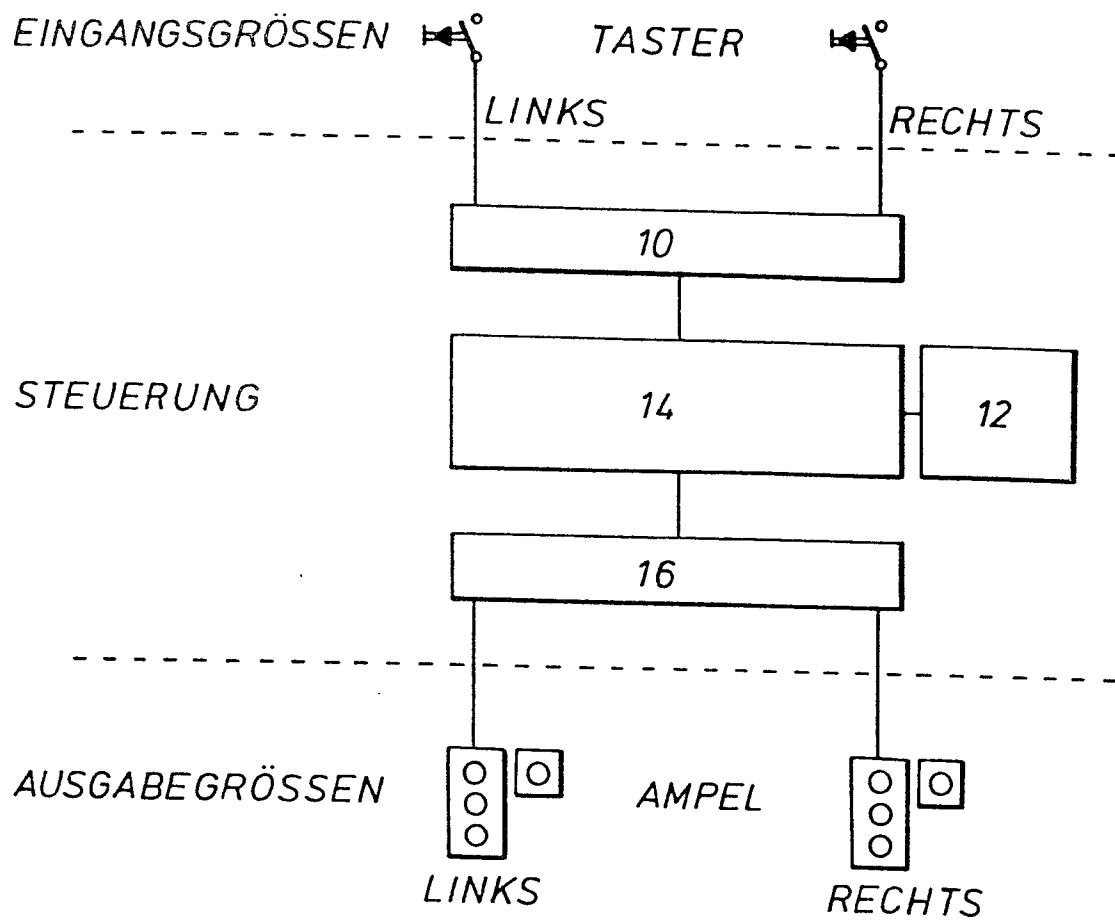 EINGANGSGRÖSSEN TASTER
LINKS RECHTS
10
STEUERUNG 14 12
16
AUSGABEGRÖSSEN AMPEL
LINKS RECHTS